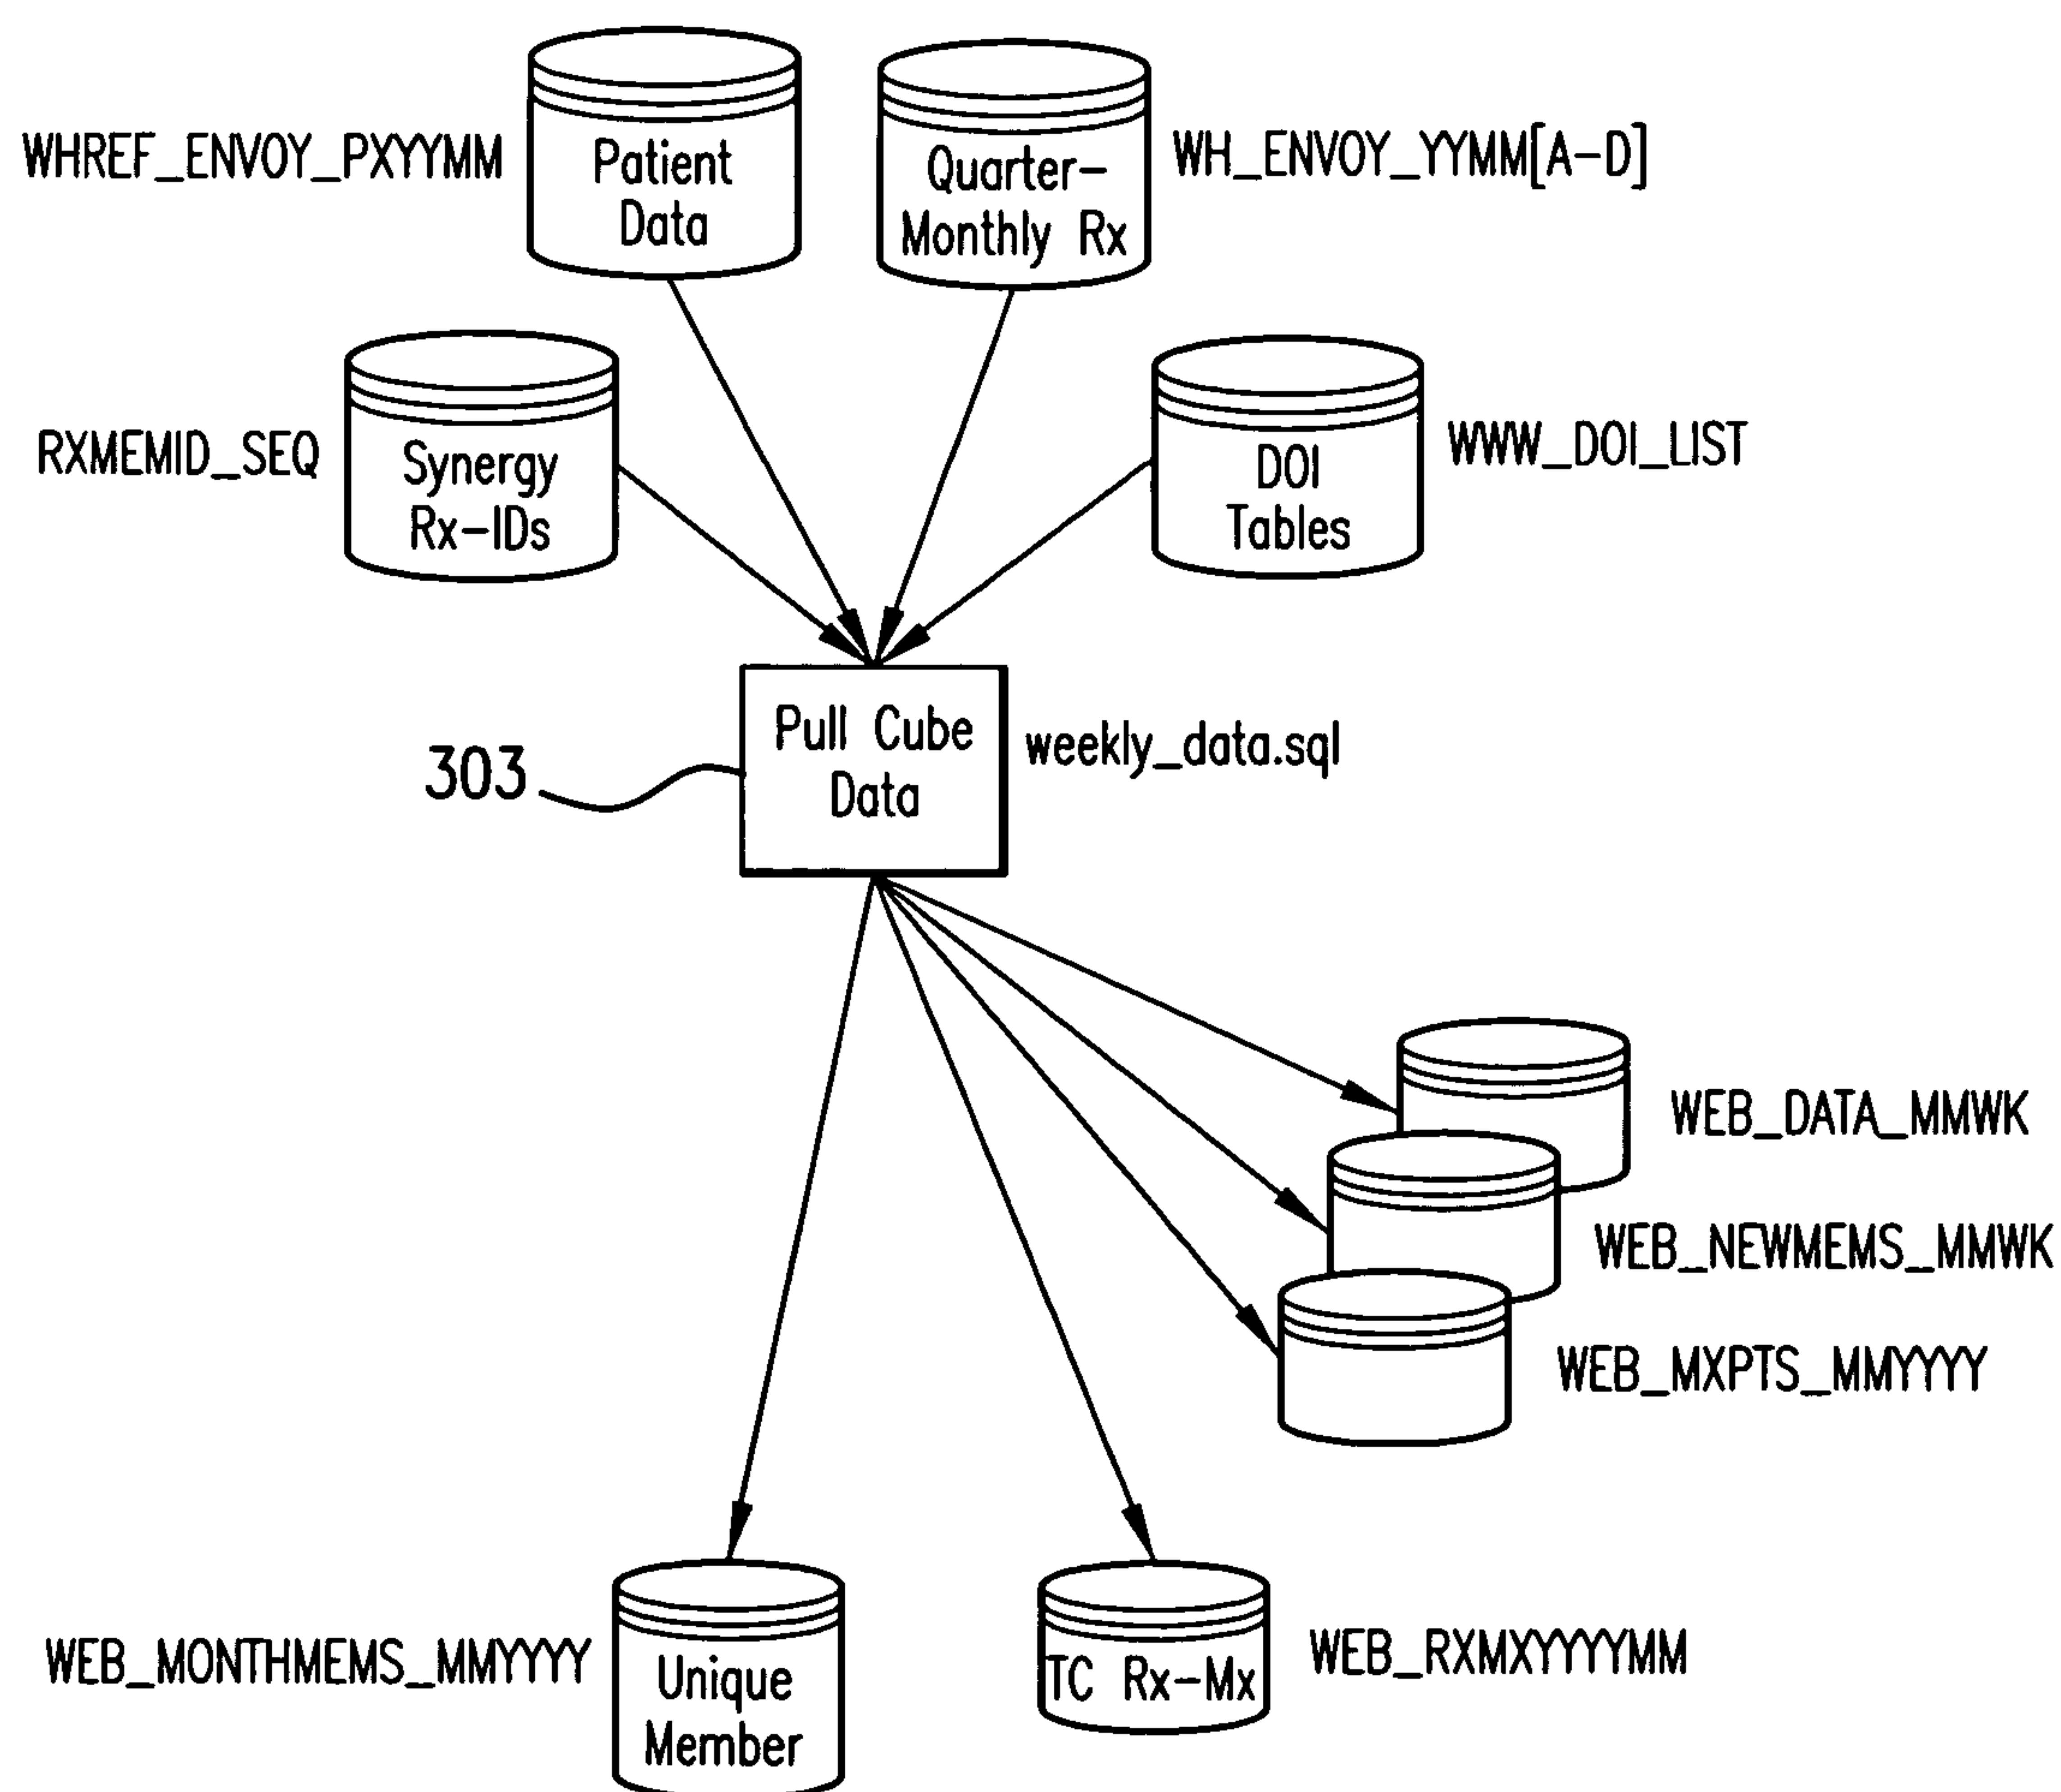 WHREF_ENVOY_PXYYMM
Patient
Data
Quarter-
Monthly Rx
WH_ENVOY_YYMM[A-D]
RXMEMID_SEQ
Synergy
Rx-IDs
DOI
Tables
WWW_DOI_LIST
303
Pull Cube
Data
weekly_data.sql
WEB_DATA_MMWK
WEB_NEWMEMS_MMWK
WEB_MXPTS_MMYYYY
WEB_MONTHMEMS_MMYYYY
Unique
Member
TC Rx-Mx
WEB_RXMXYYYYMM